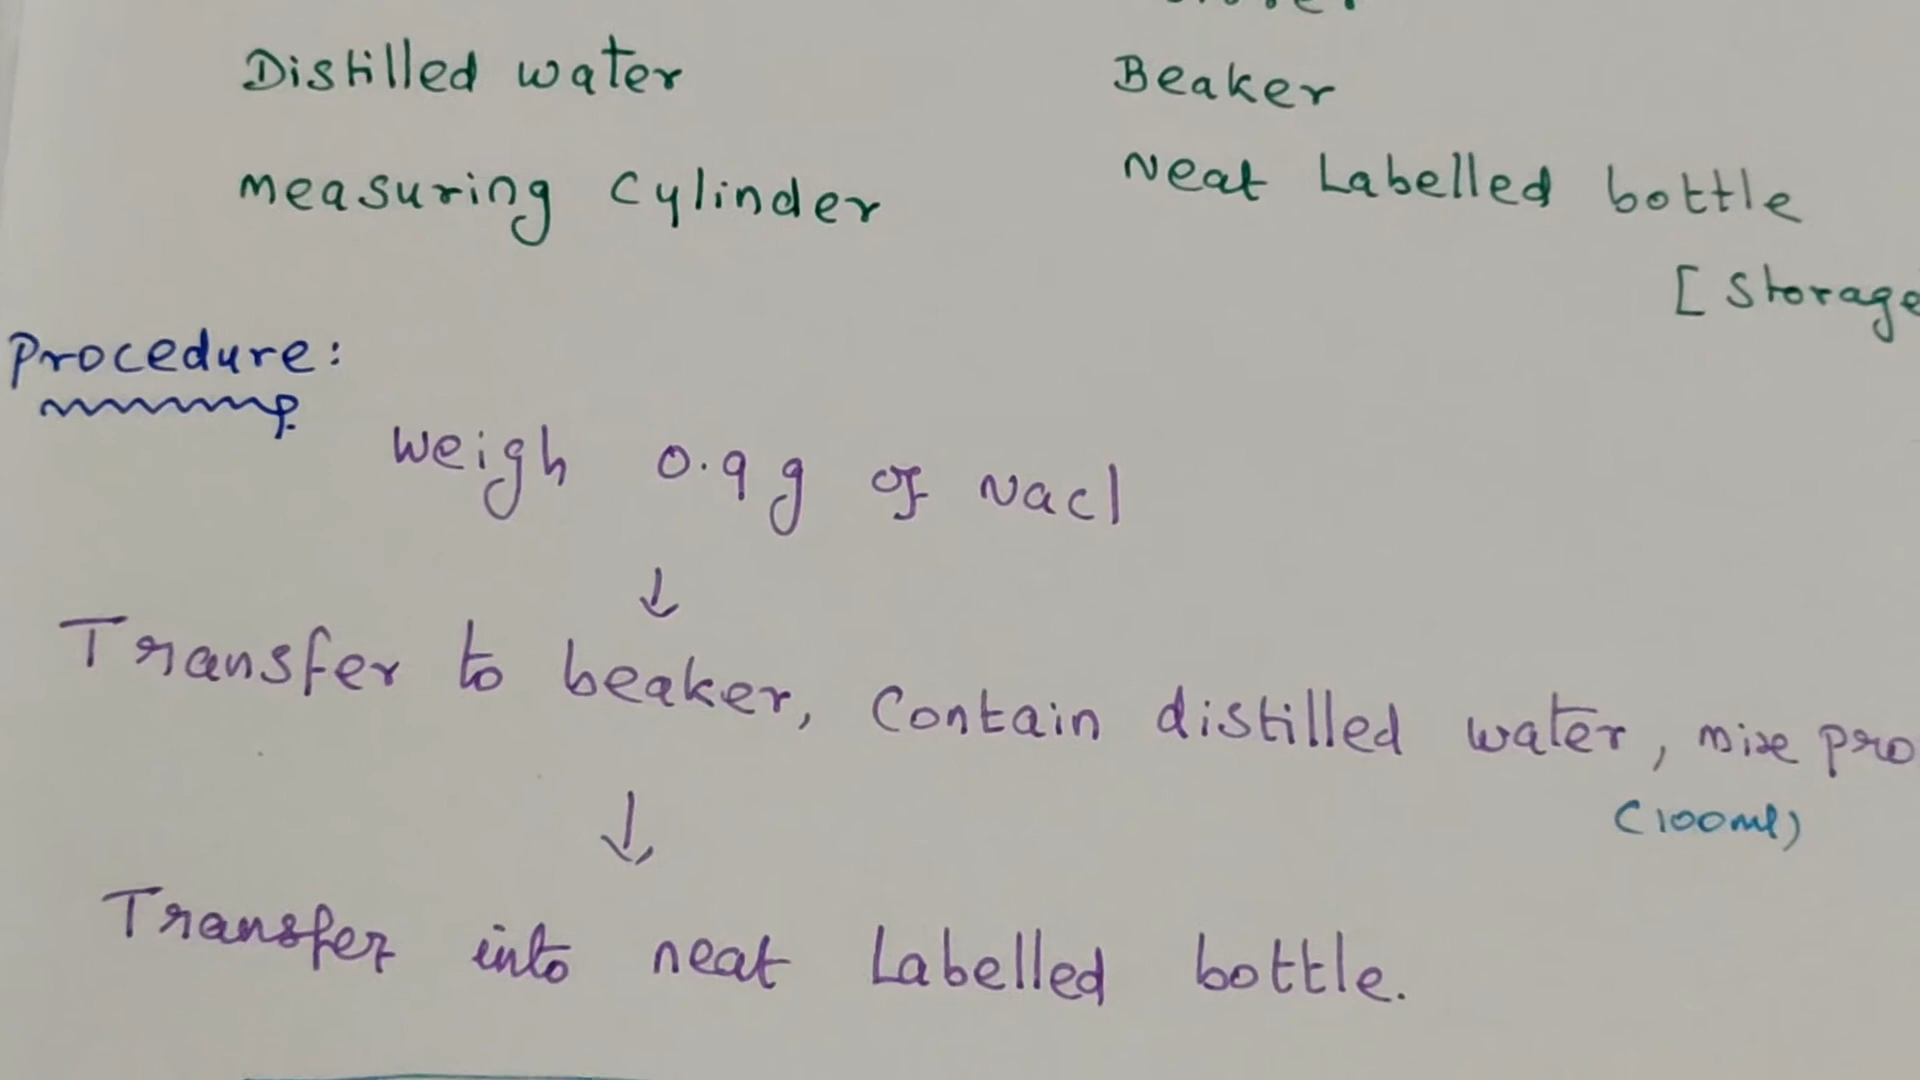 Distilled water
Beaker
measuring Cylinder
neat Labelled bottle
[Storage
Procedure:
Weigh 0.9g of nacl
↓
Transfer to beaker, Contain distilled water, mixe pro
(100ml)
↓
Transfer into neat Labelled bottle.